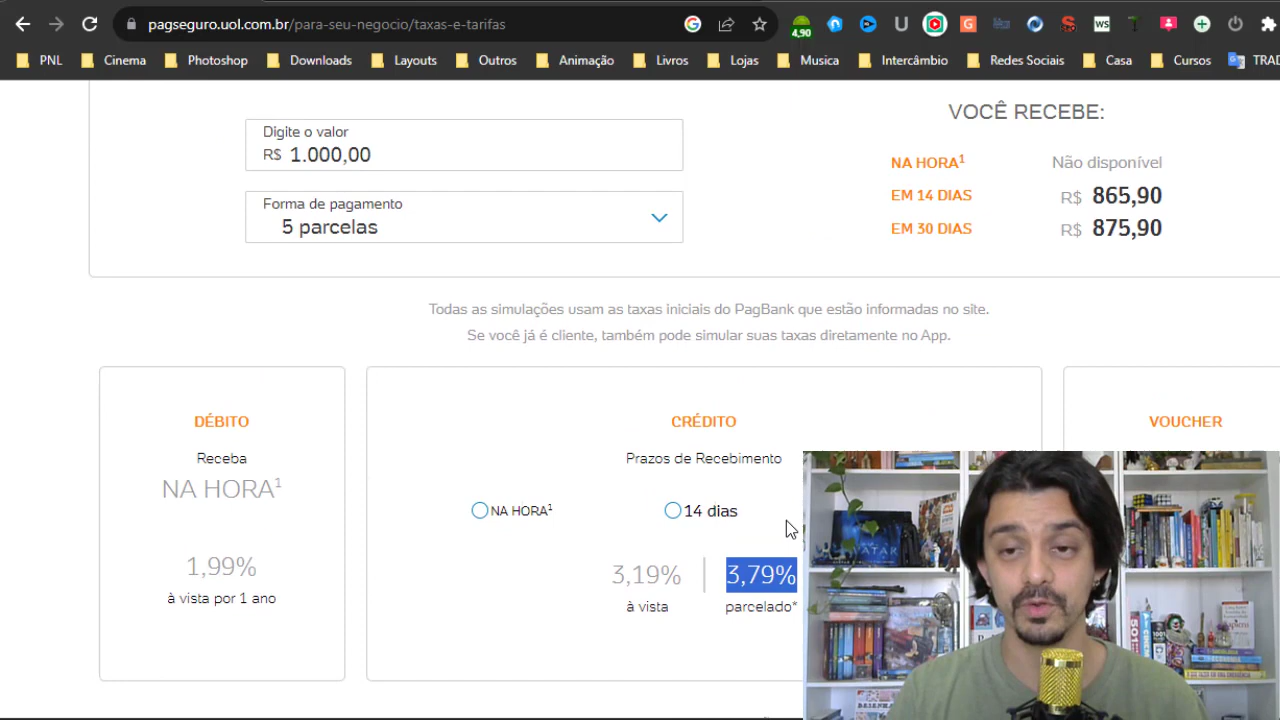 pagseguro.uol.com.br/para-seu-negocio/taxas-e-tarifas
4,90
PNL Cinema Photoshop Downloads Layouts Outros Animação Livros Lojas Musica Intercâmbio Redes Sociais Casa Cursos TRAD
Digite o valor
R$ 1.000,00
Forma de pagamento
5 parcelas
VOCÊ RECEBE:
NA HORA¹ Não disponível
EM 14 DIAS R$ 865,90
EM 30 DIAS R$ 875,90
Todas as simulações usam as taxas iniciais do PagBank que estão informadas no site.
Se você já é cliente, também pode simular suas taxas diretamente no App.
DÉBITO
Receba
NA HORA¹
1,99%
à vista por 1 ano
CRÉDITO
Prazos de Recebimento
NA HORA¹ 14 dias
3,19% 3,79%
à vista parcelado*
VOUCHER
AVATAR